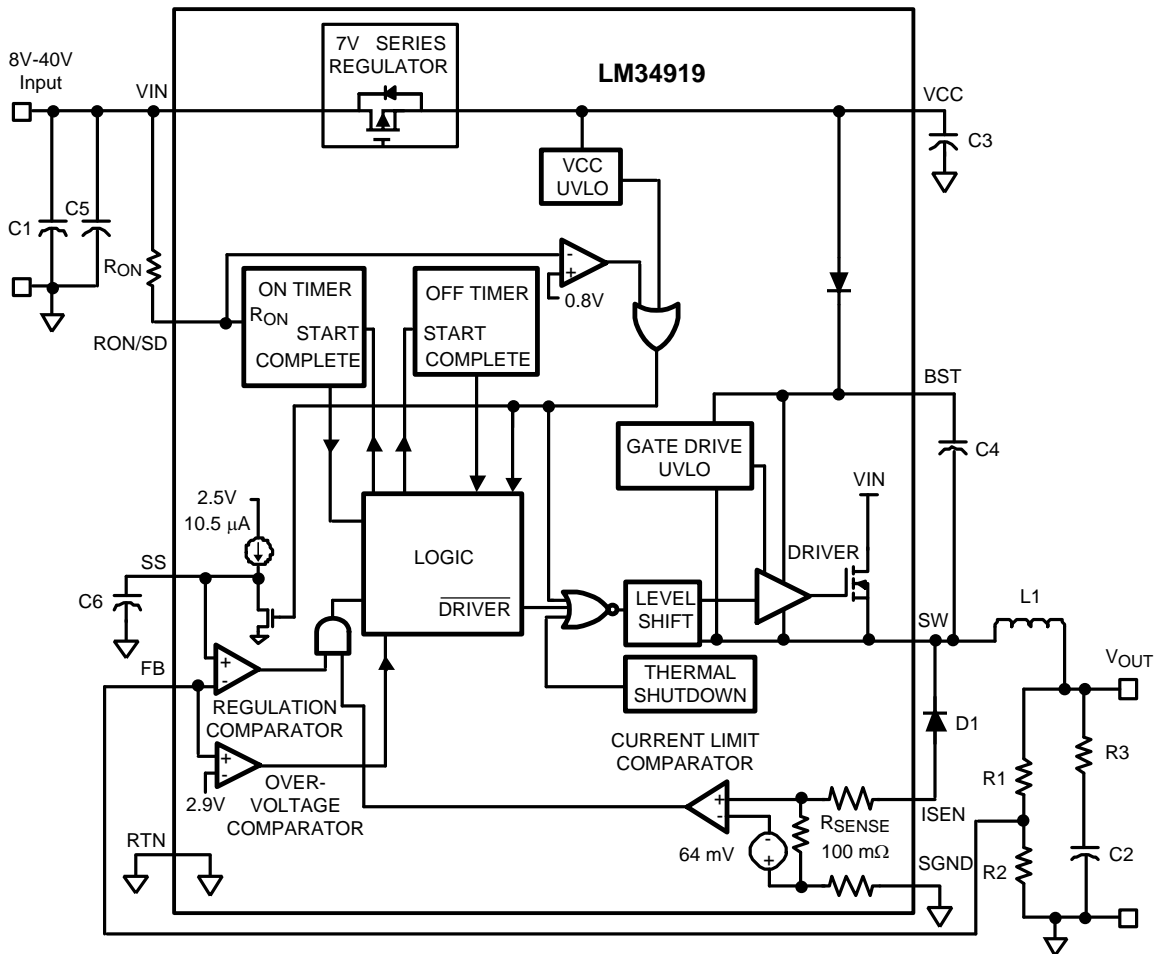 7V SERIES
REGULATOR
LM34919
8V-40V
Input
VIN
VCC
C3
VCC
UVLO
C1
C5
RON
ON TIMER
RON
START
COMPLETE
OFF TIMER
START
COMPLETE
-
+
0.8V
RON/SD
BST
GATE DRIVE
UVLO
C4
VIN
2.5V
10.5 μA
LOGIC
DRIVER
DRIVER
SS
C6
LEVEL
SHIFT
SW
L1
VOUT
FB
+
-
REGULATION
COMPARATOR
THERMAL
SHUTDOWN
D1
CURRENT LIMIT
COMPARATOR
R3
R1
+
-
2.9V
OVER-
VOLTAGE
COMPARATOR
+
-
-
+
64 mV
RSENSE
100 mΩ
ISEN
SGND
RTN
R2
C2